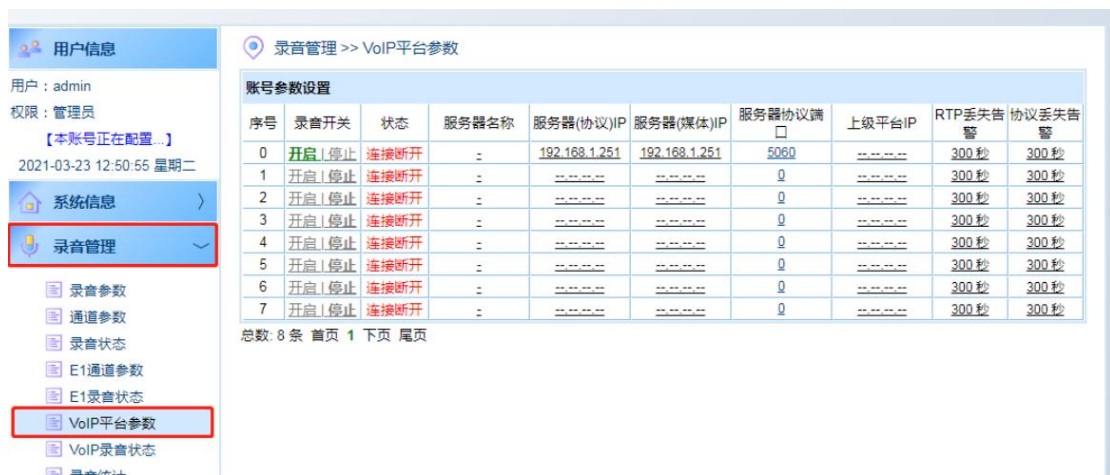 用户信息
用户：admin
权限：管理员
【本账号正在配置...】
2021-03-23 12:50:55 星期二
系统信息
录音管理
录音参数
通道参数
录音状态
E1通道参数
E1录音状态
VoIP平台参数
VoIP录音状态
录音统计
录音管理 >> VoIP平台参数
账号参数设置
序号 录音开关 状态 服务器名称 服务器(协议)IP 服务器(媒体)IP 服务器协议端口 上级平台IP RTP丢失告警 协议丢失告警
0 开启 | 停止 连接断开 - 192.168.1.251 192.168.1.251 5060 --.--.--.-- 300 秒 300 秒
1 开启 | 停止 连接断开 - --.--.--.-- --.--.--.-- 0 --.--.--.-- 300 秒 300 秒
2 开启 | 停止 连接断开 - --.--.--.-- --.--.--.-- 0 --.--.--.-- 300 秒 300 秒
3 开启 | 停止 连接断开 - --.--.--.-- --.--.--.-- 0 --.--.--.-- 300 秒 300 秒
4 开启 | 停止 连接断开 - --.--.--.-- --.--.--.-- 0 --.--.--.-- 300 秒 300 秒
5 开启 | 停止 连接断开 - --.--.--.-- --.--.--.-- 0 --.--.--.-- 300 秒 300 秒
6 开启 | 停止 连接断开 - --.--.--.-- --.--.--.-- 0 --.--.--.-- 300 秒 300 秒
7 开启 | 停止 连接断开 - --.--.--.-- --.--.--.-- 0 --.--.--.-- 300 秒 300 秒
总数: 8 条 首页 1 下页 尾页